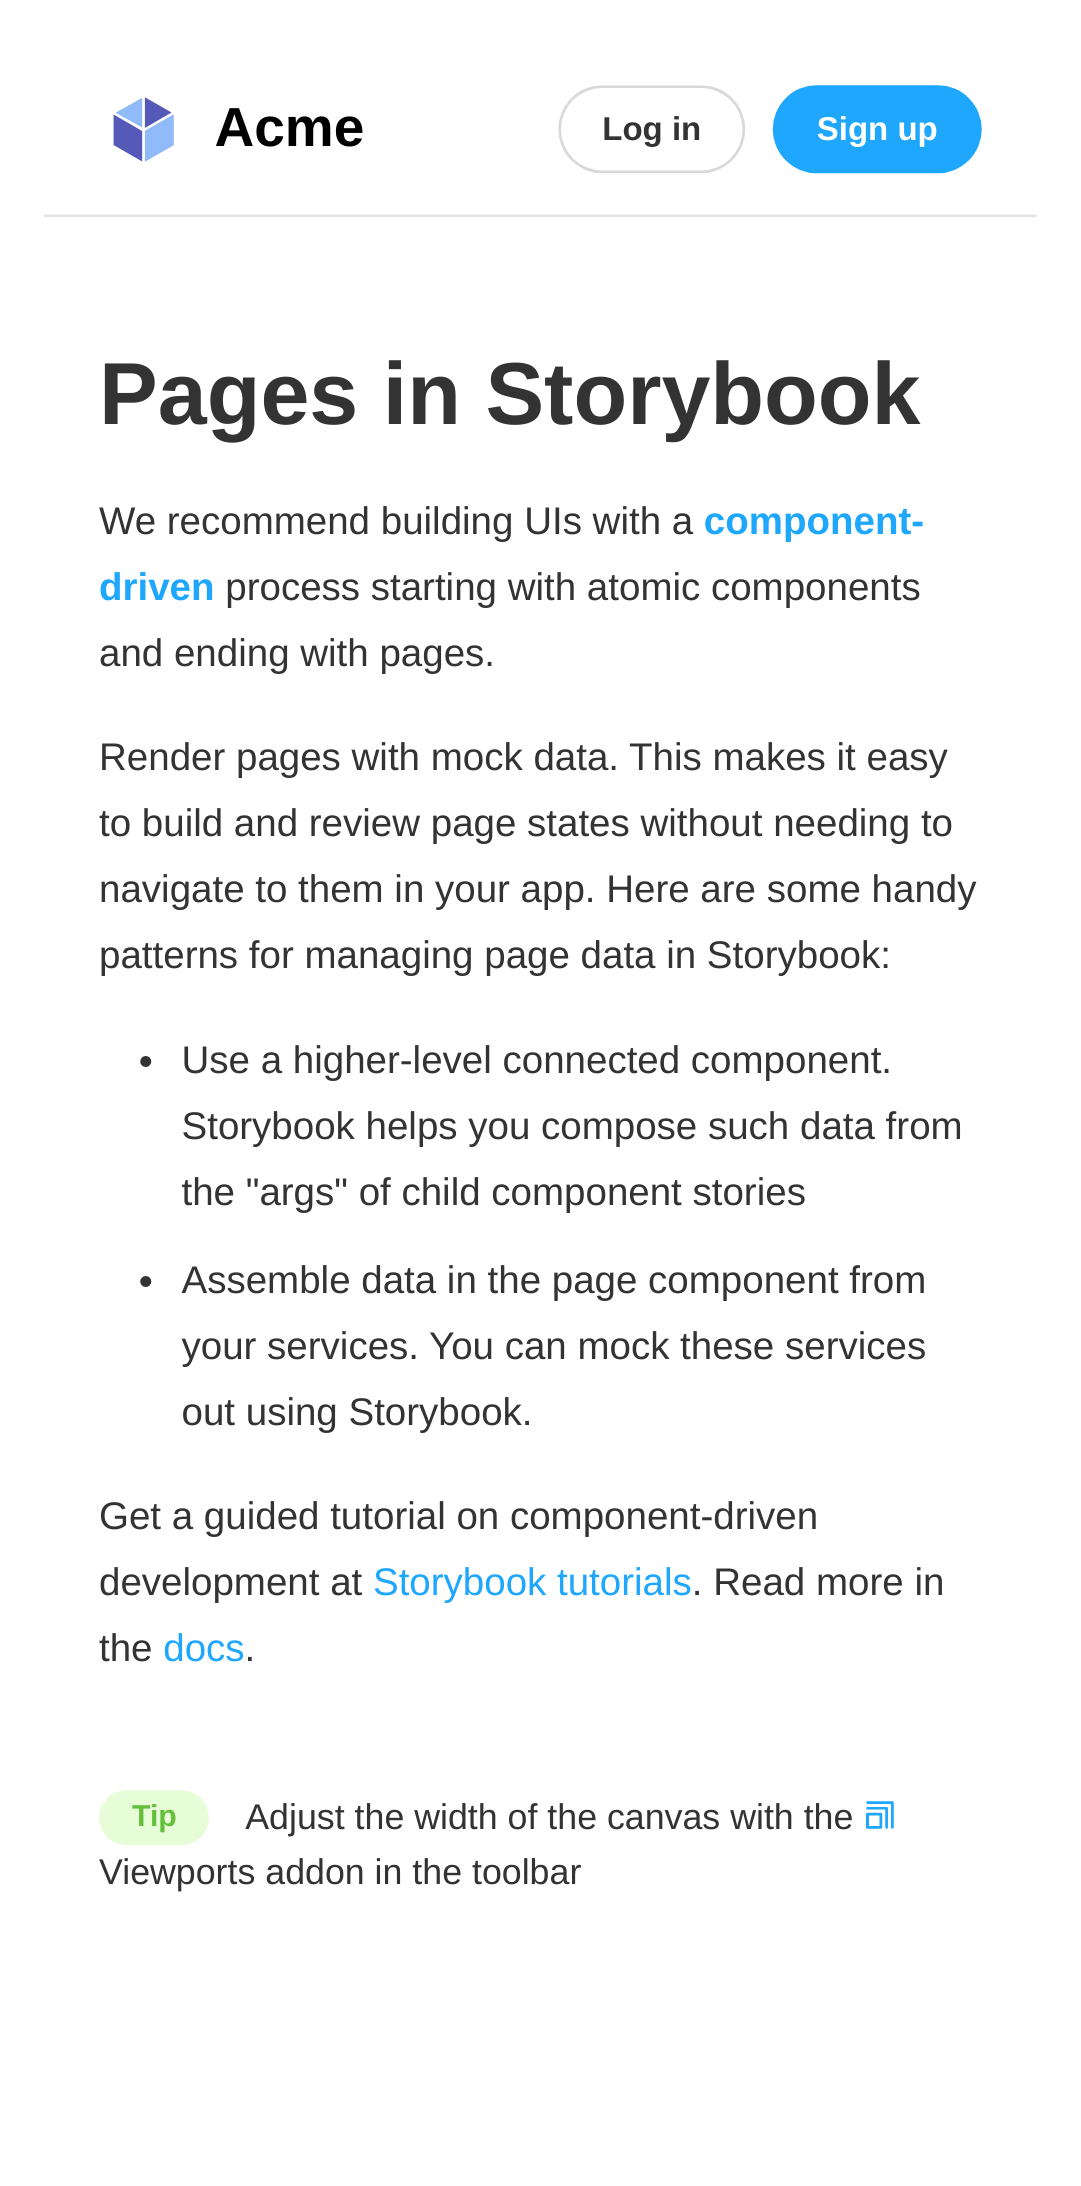 Acme
Log in
Sign up
Pages in Storybook
We recommend building UIs with a component-
driven process starting with atomic components
and ending with pages.
Render pages with mock data. This makes it easy
to build and review page states without needing to
navigate to them in your app. Here are some handy
patterns for managing page data in Storybook:
• Use a higher-level connected component.
Storybook helps you compose such data from
the "args" of child component stories
• Assemble data in the page component from
your services. You can mock these services
out using Storybook.
Get a guided tutorial on component-driven
development at Storybook tutorials. Read more in
the docs.
Tip Adjust the width of the canvas with the
Viewports addon in the toolbar